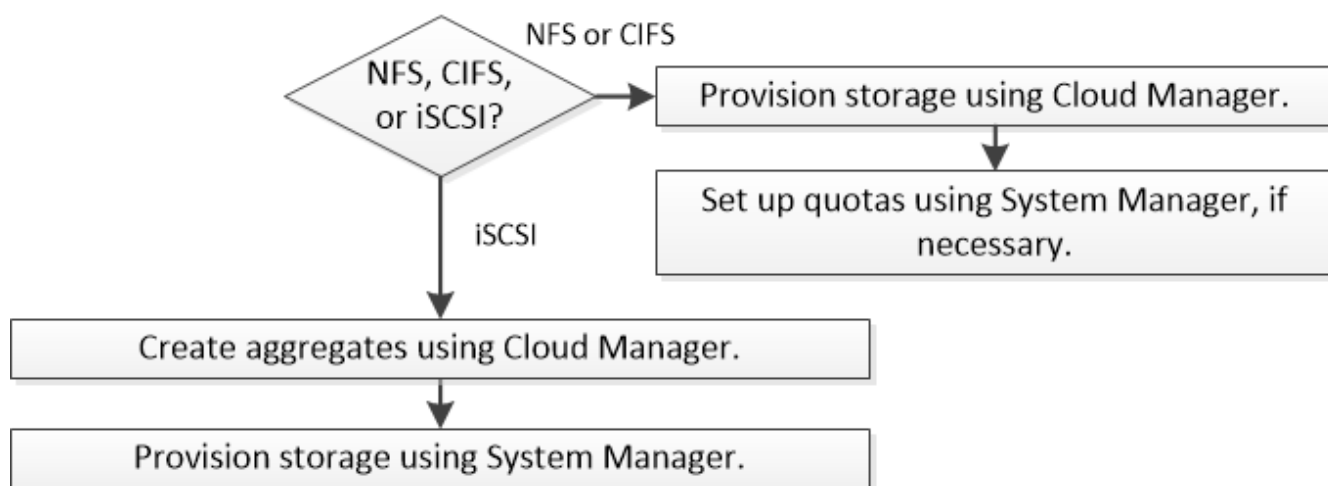 NFS or CIFS
NFS, CIFS,
or iSCSI?
Provision storage using Cloud Manager.
Set up quotas using System Manager, if
necessary.
iSCSI
Create aggregates using Cloud Manager.
Provision storage using System Manager.